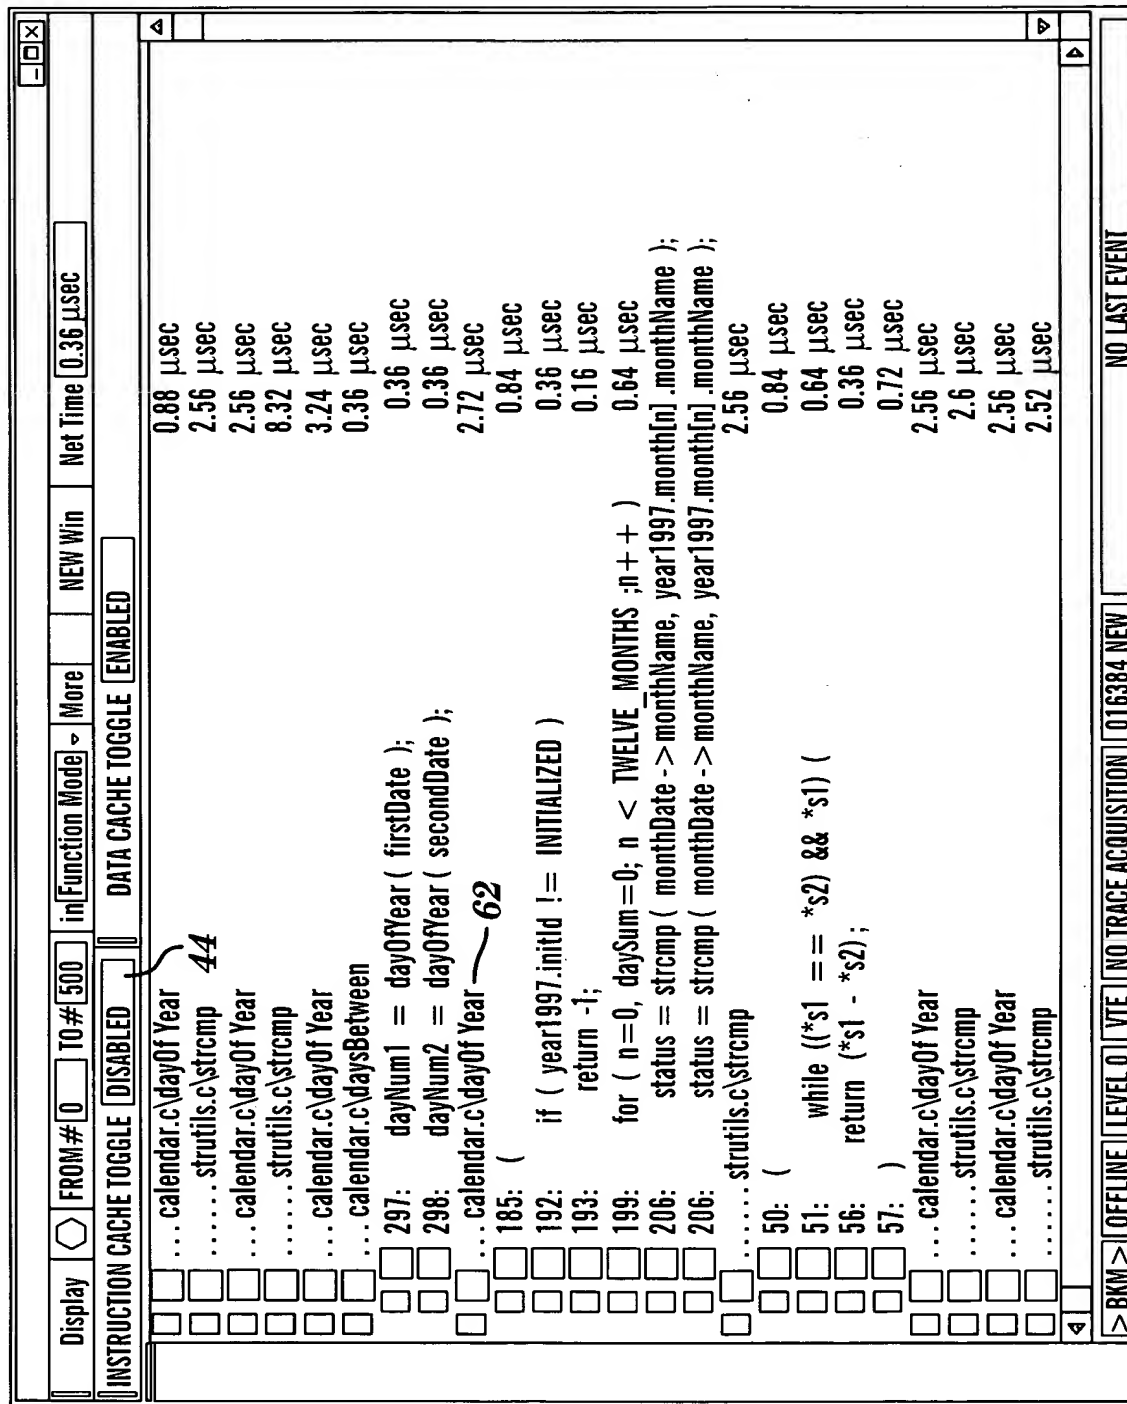 Display FROM# 0 TO# 500 in Function Mode More NEW Win Net Time 0.36 µsec
INSTRUCTION CACHE TOGGLE DISABLED DATA CACHE TOGGLE ENABLED
44
....calendar.c\dayOf Year 0.88 µsec
......strutils.c\strcmp 2.56 µsec
....calendar.c\dayOf Year 2.56 µsec
......strutils.c\strcmp 8.32 µsec
....calendar.c\dayOf Year 3.24 µsec
...calendar.c\daysBetween 0.36 µsec
297: dayNum1 = dayOfYear ( firstDate ); 0.36 µsec
298: dayNum2 = dayOfYear ( secondDate ); 0.36 µsec
....calendar.c\dayOf Year 2.72 µsec
62
185: ( 0.84 µsec
192: if ( year1997.initId != INITIALIZED ) 0.36 µsec
193: return -1; 0.16 µsec
199: for ( n=0, daySum=0; n < TWELVE_MONTHS ;n++ ) 0.64 µsec
206: status = strcmp ( monthDate -> monthName, year1997.month[n] .monthName );
206: status = strcmp ( monthDate -> monthName, year1997.month[n] .monthName );
......strutils.c\strcmp 2.56 µsec
50: ( 0.84 µsec
51: while ((*s1 == *s2) && *s1) ( 0.64 µsec
56: return (*s1 - *s2) ; 0.36 µsec
57: ) 0.72 µsec
....calendar.c\dayOf Year 2.56 µsec
.....strutils.c\strcmp 2.6 µsec
....calendar.c\dayOf Year 2.56 µsec
.....strutils.c\strcmp 2.52 µsec
> BKM > OFFLINE LEVEL 0 VTE NO TRACE ACQUISITION 016384 NEW NO LAST EVENT